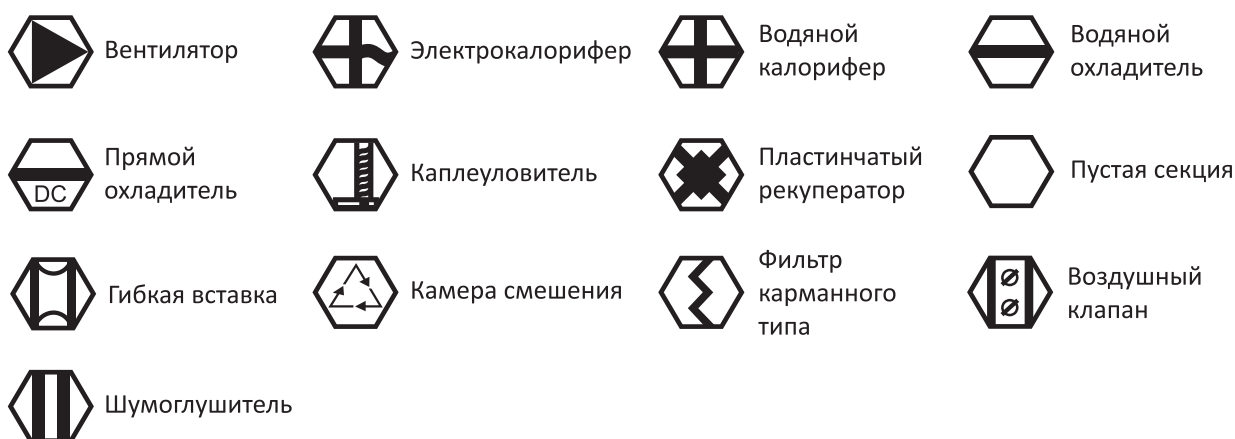 Вентилятор
Электрокалорифер
Водяной
калорифер
Водяной
охладитель
DC
Прямой
охладитель
Каплеуловитель
Пластинчатый
рекуператор
Пустая секция
Гибкая вставка
Камера смешения
Фильтр
карманного
типа
Воздушный
клапан
Шумоглушитель